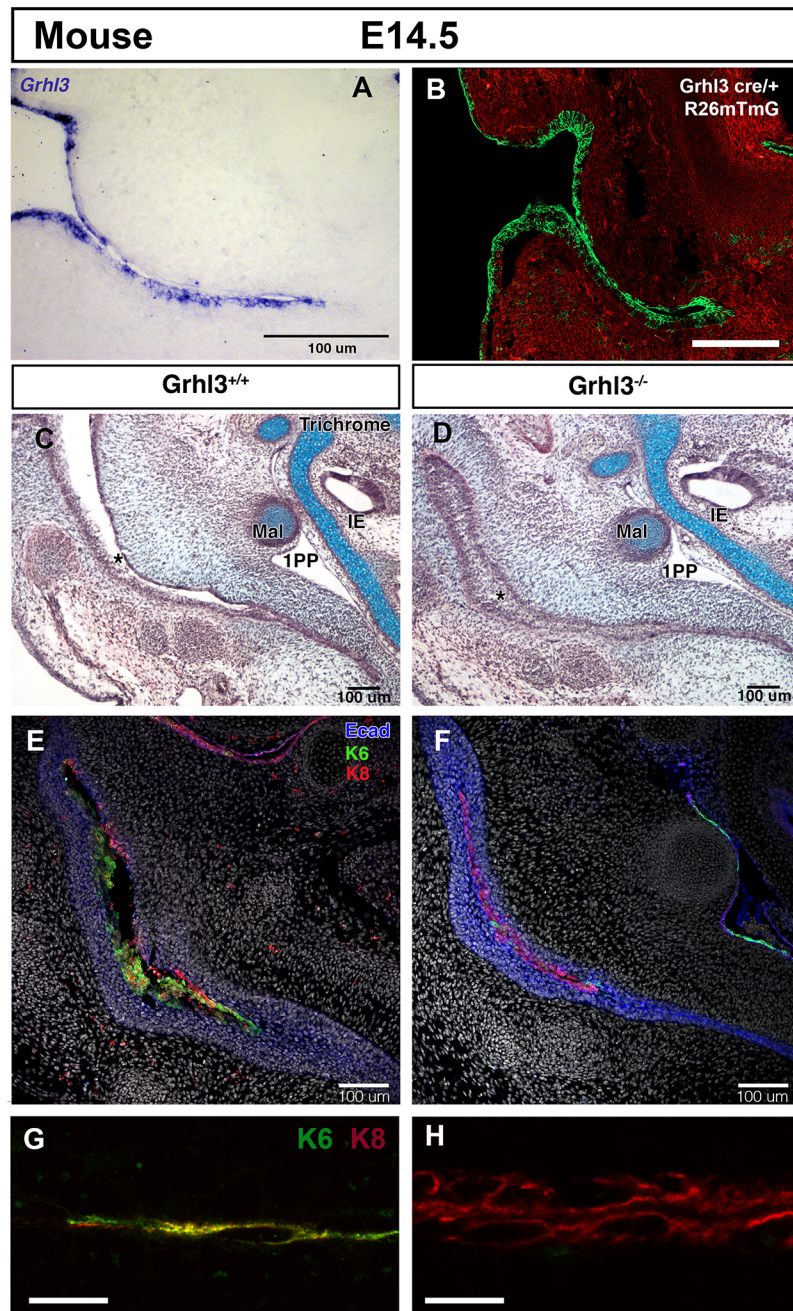 Mouse E14.5
Grhl3 A
100 um
B Grhl3 cre/+
R26mTmG
Grhl3+/+ Grhl3-/-
C Trichrome
Mal IE
1PP
*
100 um
D
Mal IE
1PP
*
100 um
E Ecad
K6
K8
100 um
F
100 um
G K6 K8
H